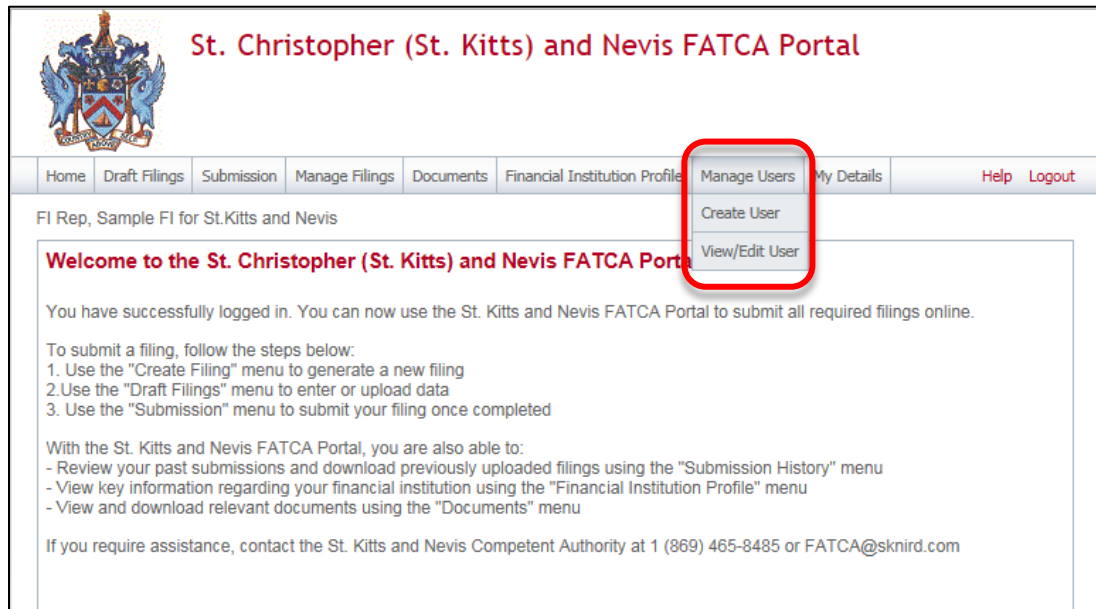 St. Christopher (St. Kitts) and Nevis FATCA Portal
COUNTRY ABOVE SELF
Home Draft Filings Submission Manage Filings Documents Financial Institution Profile Manage Users My Details Help Logout
Create User
View/Edit User
FI Rep, Sample FI for St.Kitts and Nevis
Welcome to the St. Christopher (St. Kitts) and Nevis FATCA Porta
You have successfully logged in. You can now use the St. Kitts and Nevis FATCA Portal to submit all required filings online.
To submit a filing, follow the steps below:
1. Use the "Create Filing" menu to generate a new filing
2.Use the "Draft Filings" menu to enter or upload data
3. Use the "Submission" menu to submit your filing once completed
With the St. Kitts and Nevis FATCA Portal, you are also able to:
- Review your past submissions and download previously uploaded filings using the "Submission History" menu
- View key information regarding your financial institution using the "Financial Institution Profile" menu
- View and download relevant documents using the "Documents" menu
If you require assistance, contact the St. Kitts and Nevis Competent Authority at 1 (869) 465-8485 or FATCA@sknird.com